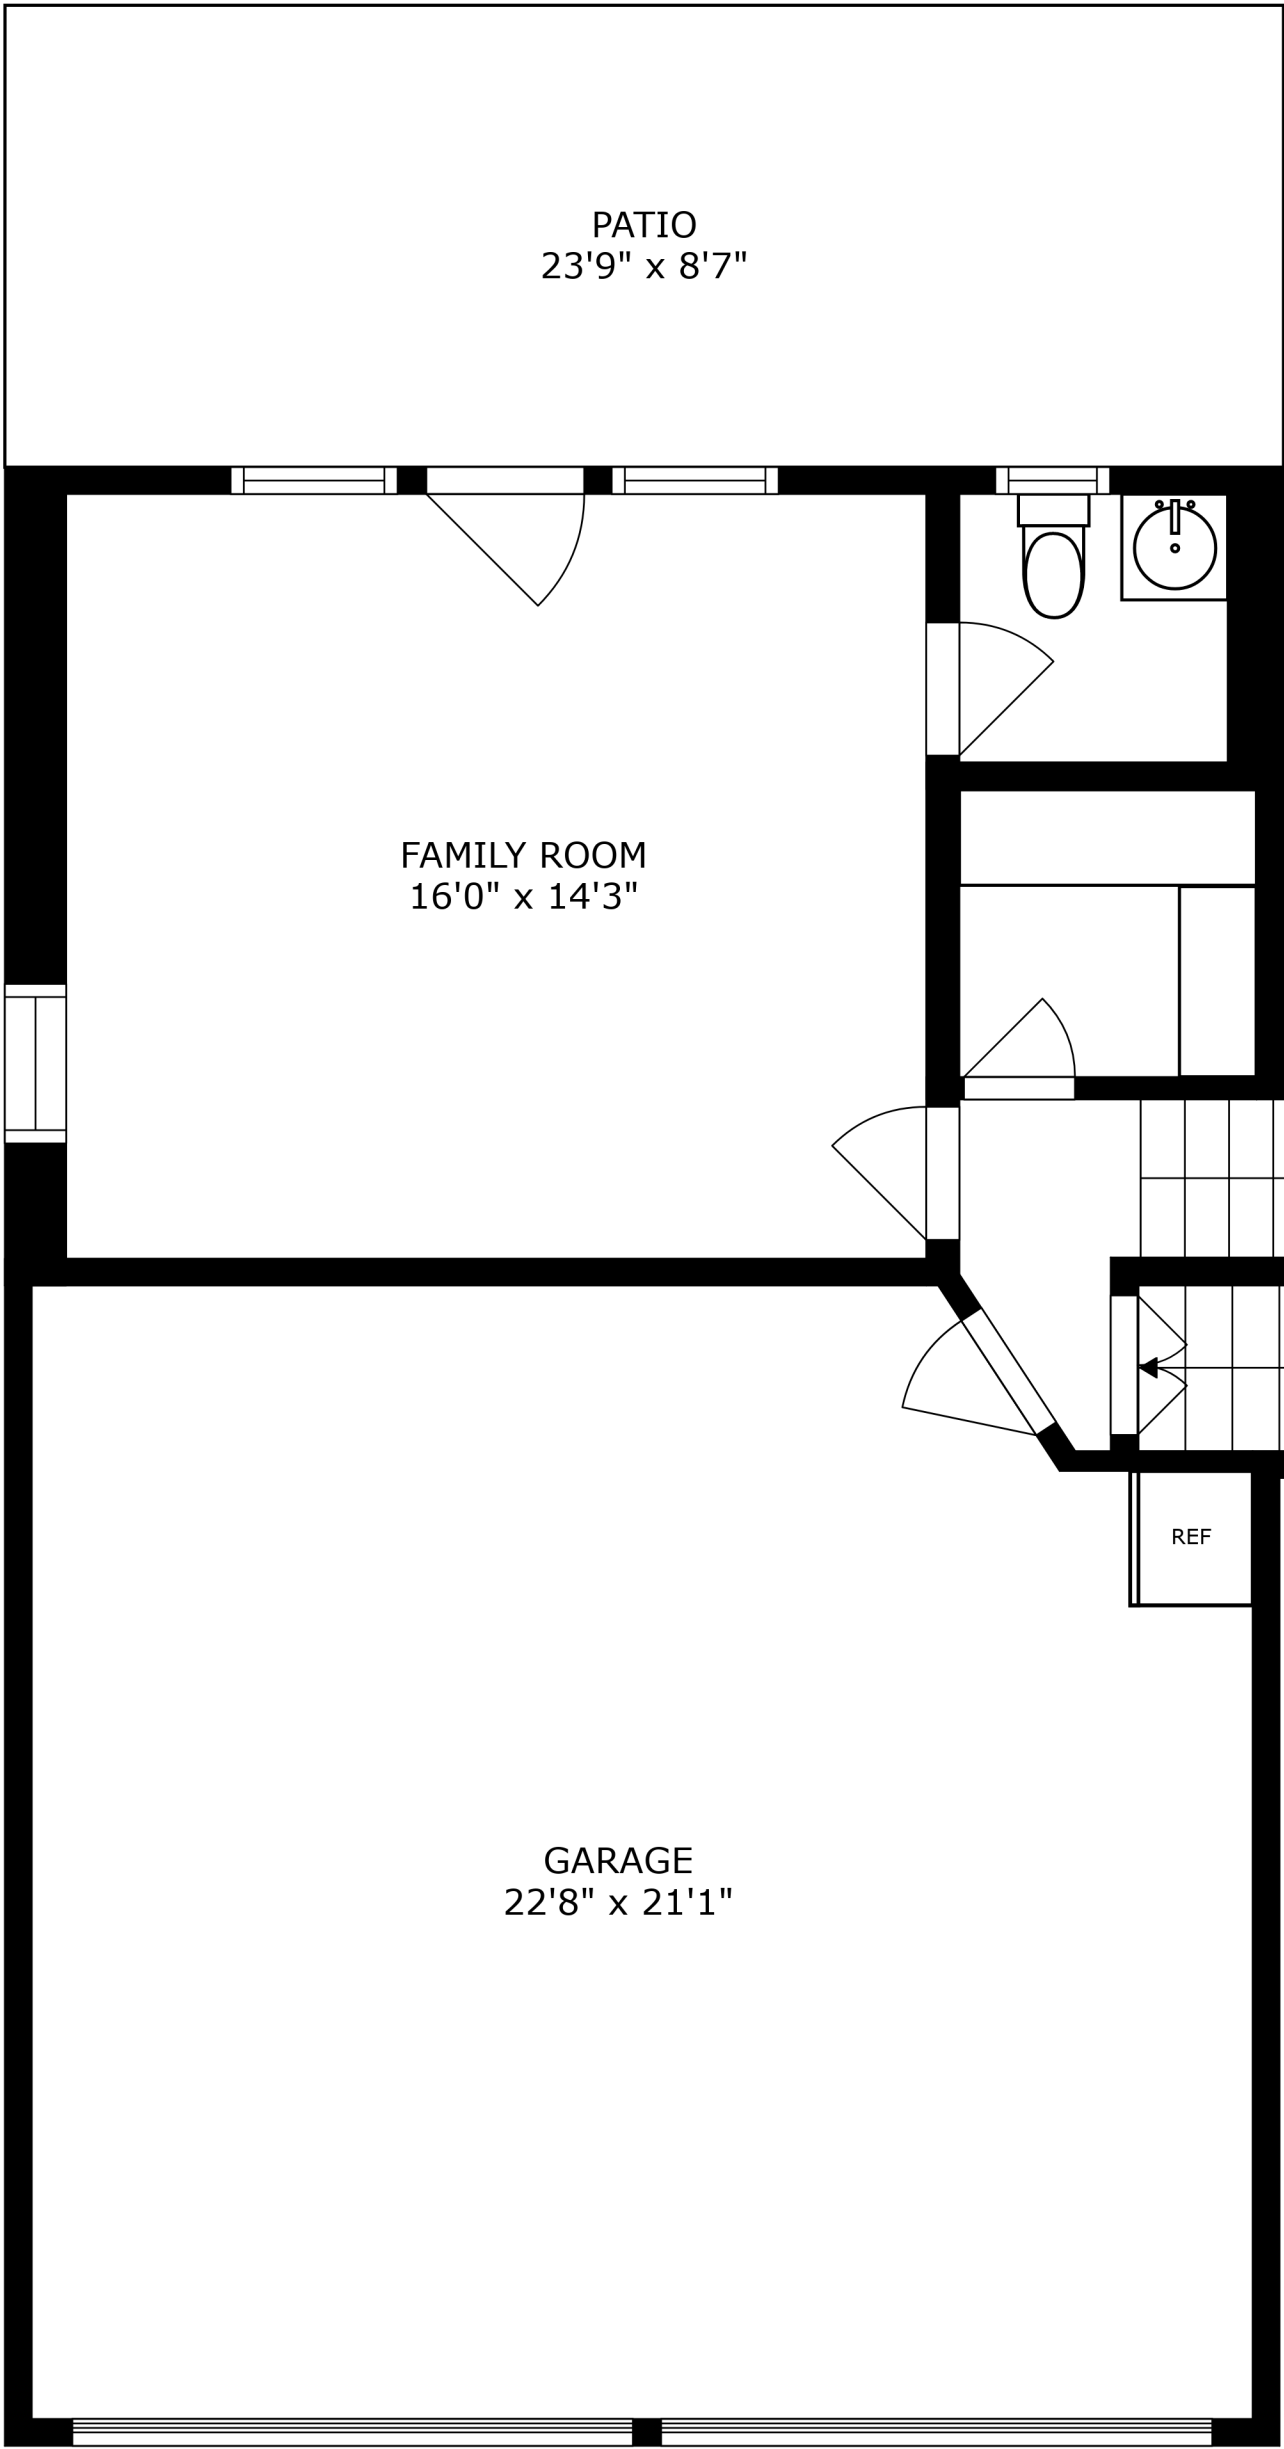 PATIO
23'9" x 8'7"
FAMILY ROOM
16'0" x 14'3"
REF
GARAGE
22'8" x 21'1"